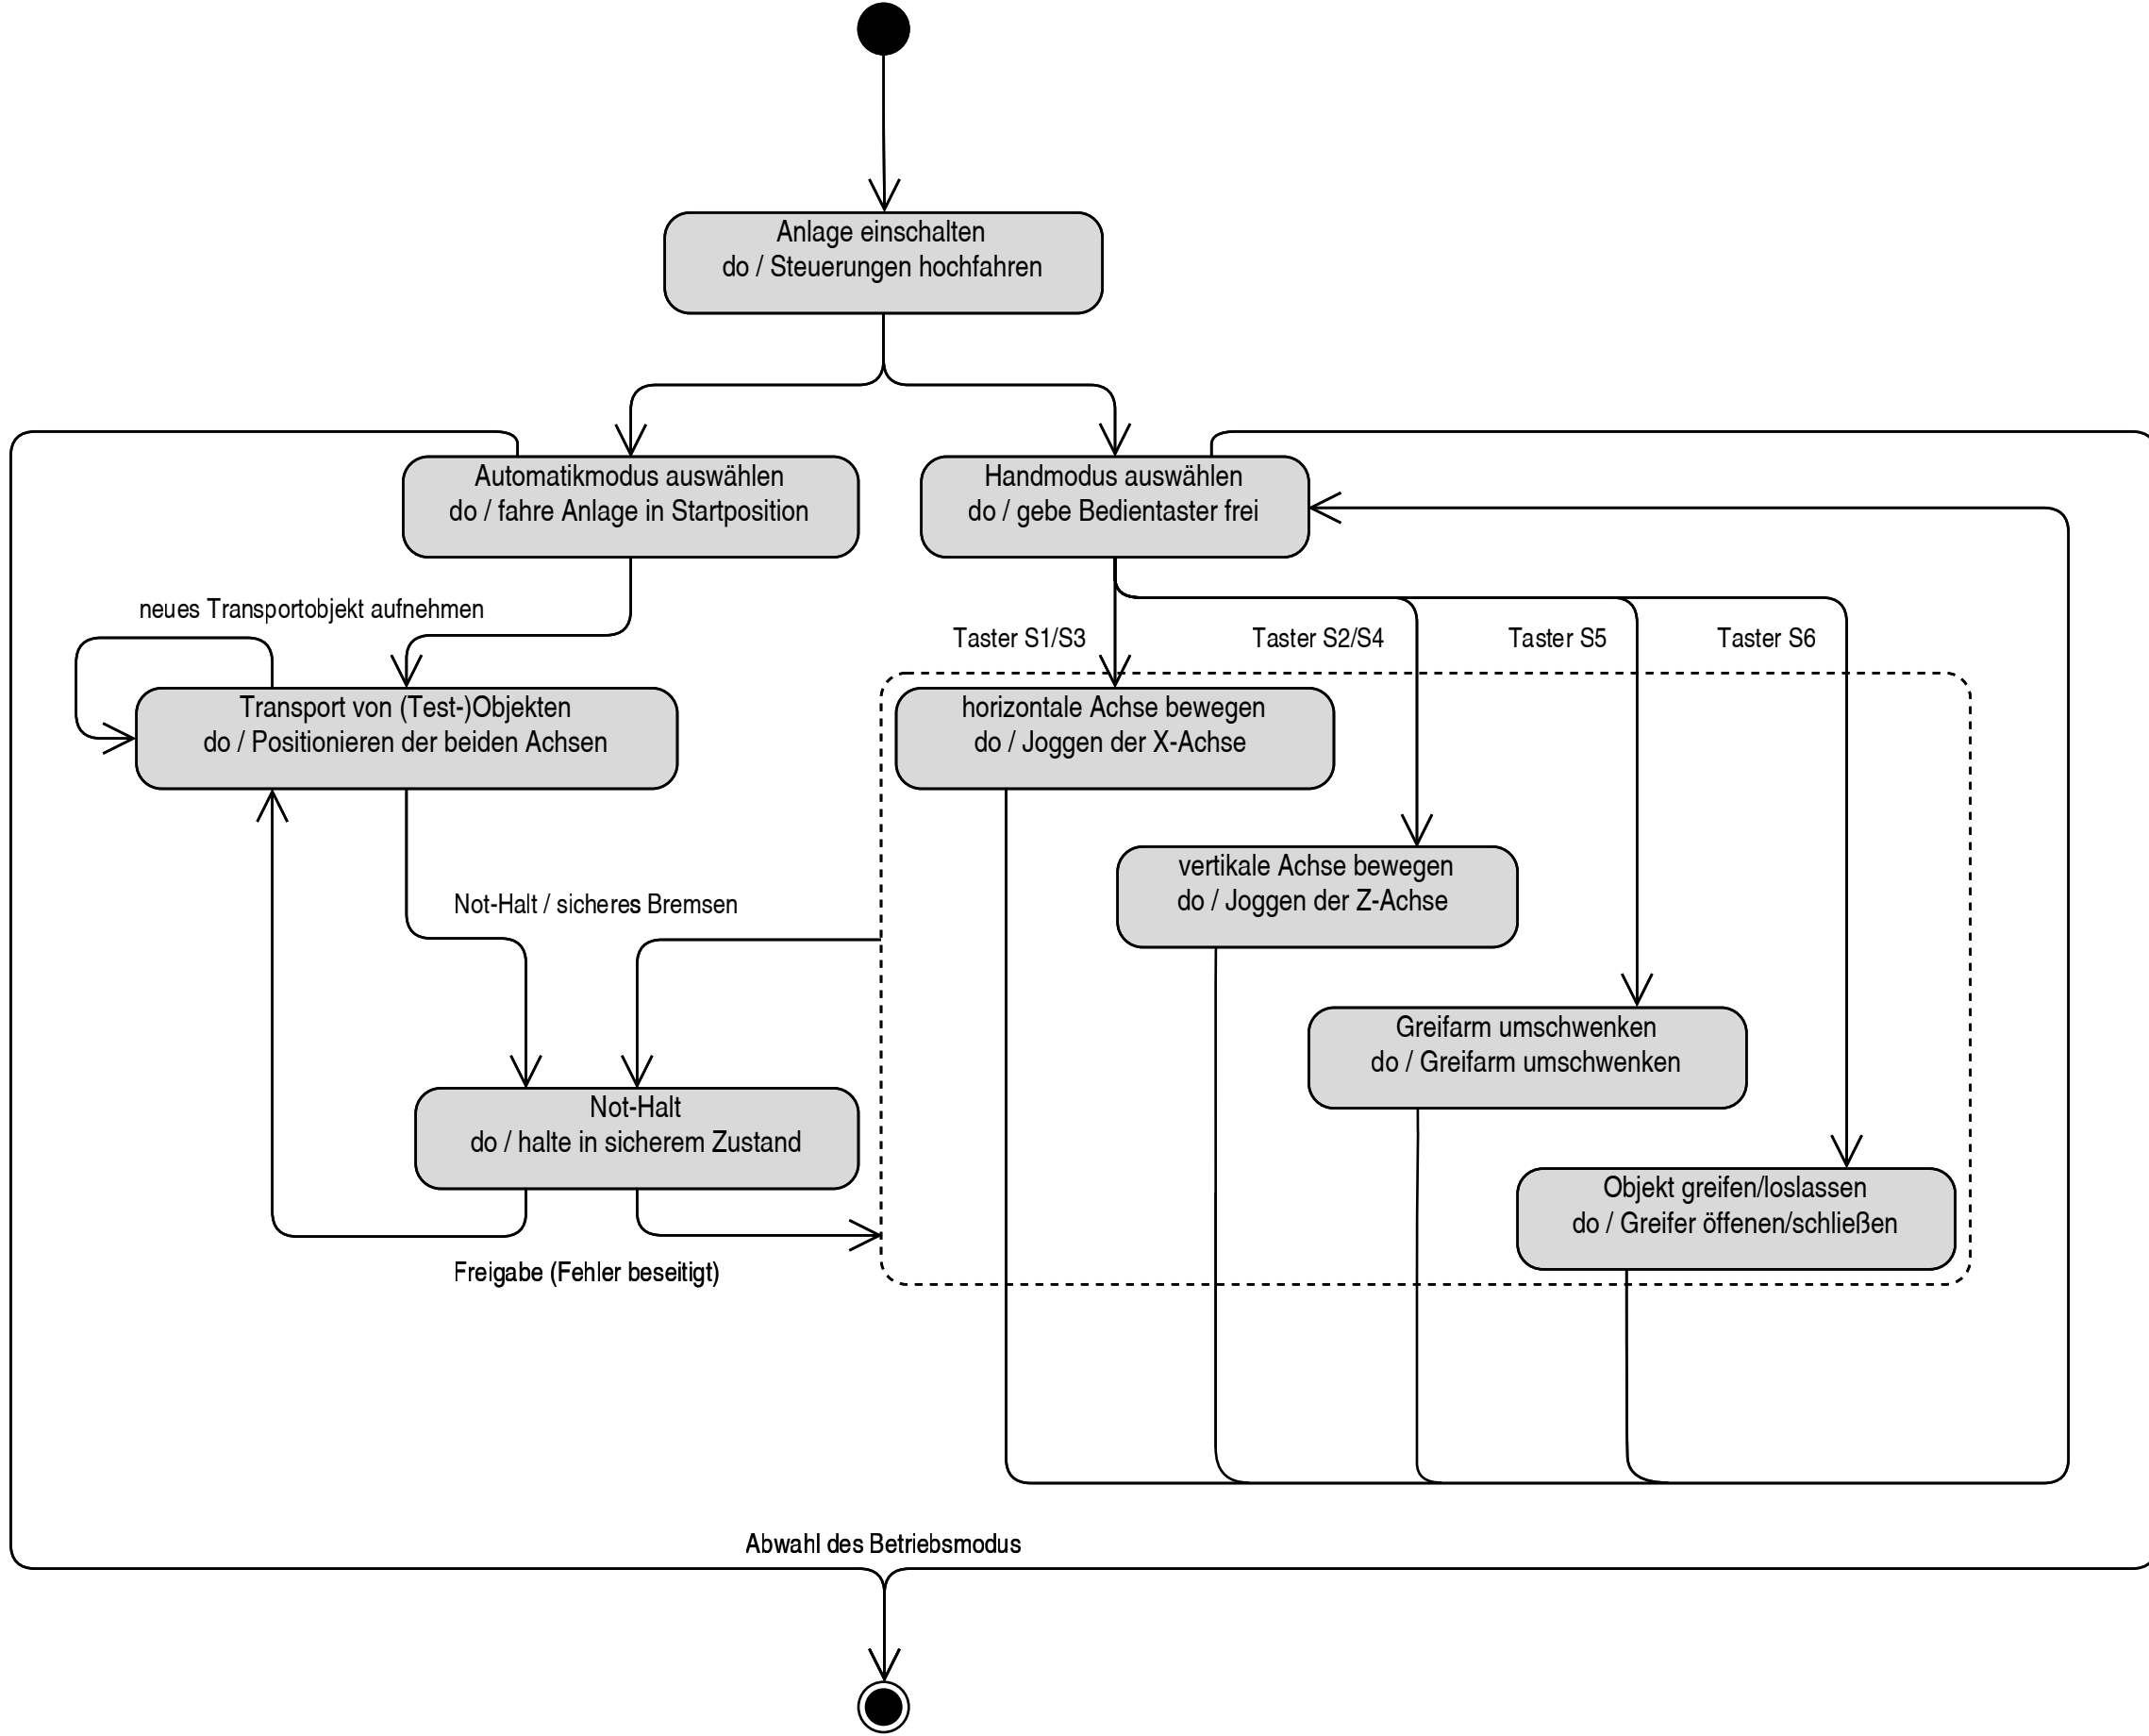 Anlage einschalten
do / Steuerungen hochfahren
Automatikmodus auswählen
do / fahre Anlage in Startposition
Handmodus auswählen
do / gebe Bedientaster frei
neues Transportobjekt aufnehmen
Taster S1/S3
Taster S2/S4
Taster S5
Taster S6
Transport von (Test-)Objekten
do / Positionieren der beiden Achsen
horizontale Achse bewegen
do / Joggen der X-Achse
vertikale Achse bewegen
do / Joggen der Z-Achse
Not-Halt / sicheres Bremsen
Greifarm umschwenken
do / Greifarm umschwenken
Not-Halt
do / halte in sicherem Zustand
Objekt greifen/loslassen
do / Greifer öffenen/schließen
Freigabe (Fehler beseitigt)
Abwahl des Betriebsmodus